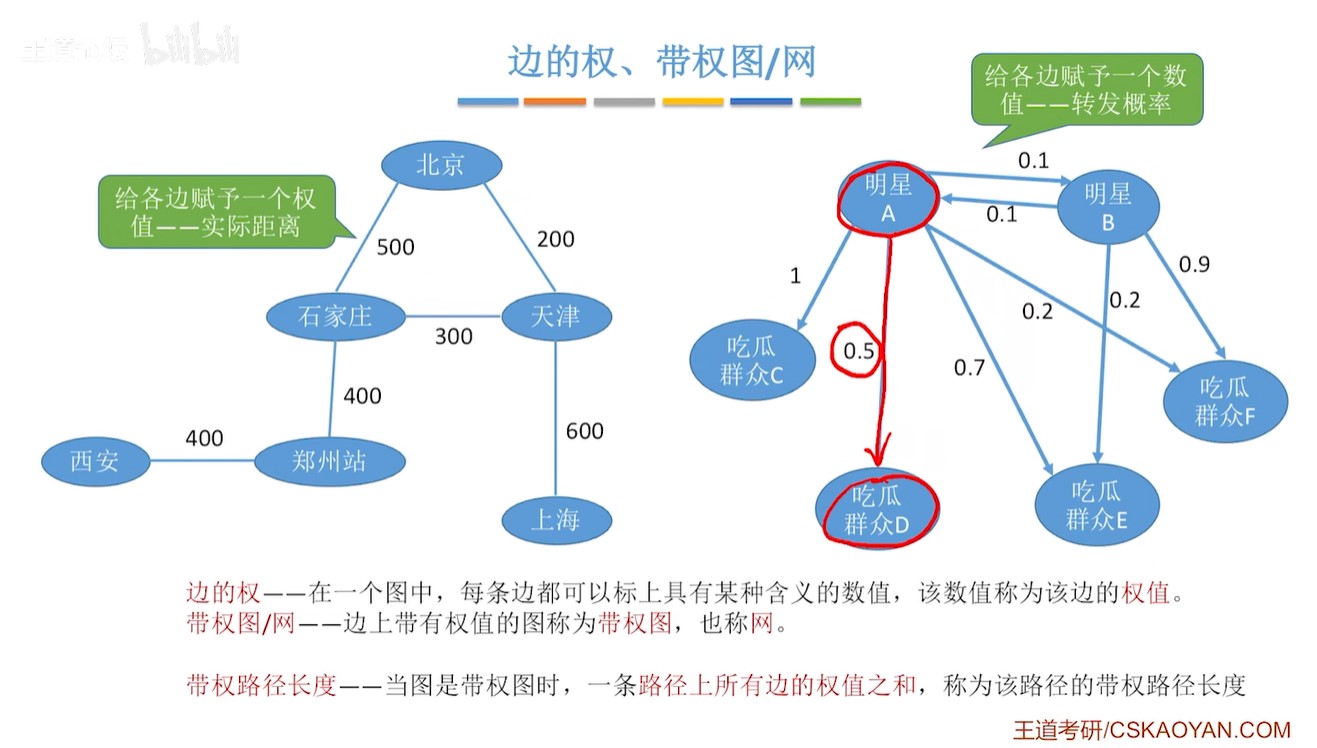 王道论坛 bilibili
边的权、带权图/网
给各边赋予一个数
值——转发概率
给各边赋予一个权
值——实际距离
北京
500
200
石家庄
天津
300
400
600
西安
400
郑州站
上海
明星
A
0.1
0.1
明星
B
1
0.5
0.7
0.2
0.2
0.9
吃瓜
群众C
吃瓜
群众D
吃瓜
群众E
吃瓜
群众F
边的权——在一个图中，每条边都可以标上具有某种含义的数值，该数值称为该边的权值。
带权图/网——边上带有权值的图称为带权图，也称网。
带权路径长度——当图是带权图时，一条路径上所有边的权值之和，称为该路径的带权路径长度
王道考研/CSKAOYAN.COM